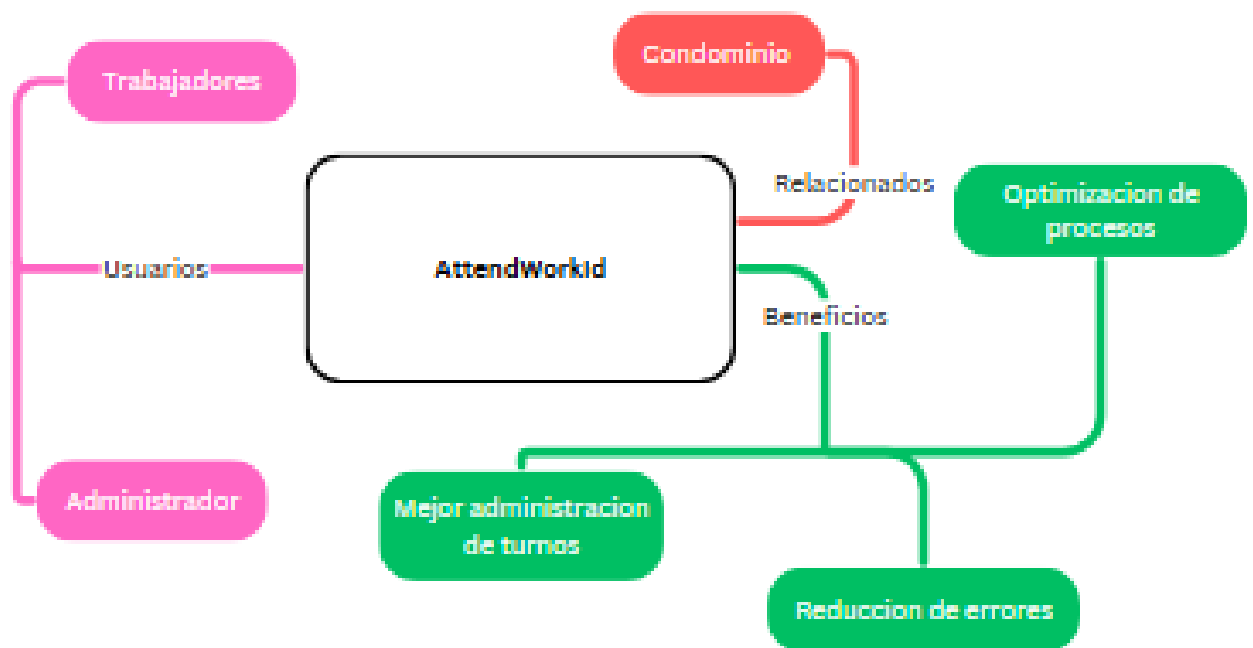 Condominio
Trabajadores
Relacionados
Optimizacion de
procesos
Usuarios
AttendWorkId
Beneficios
Administrador
Mejor administracion
de turnos
Reduccion de errores